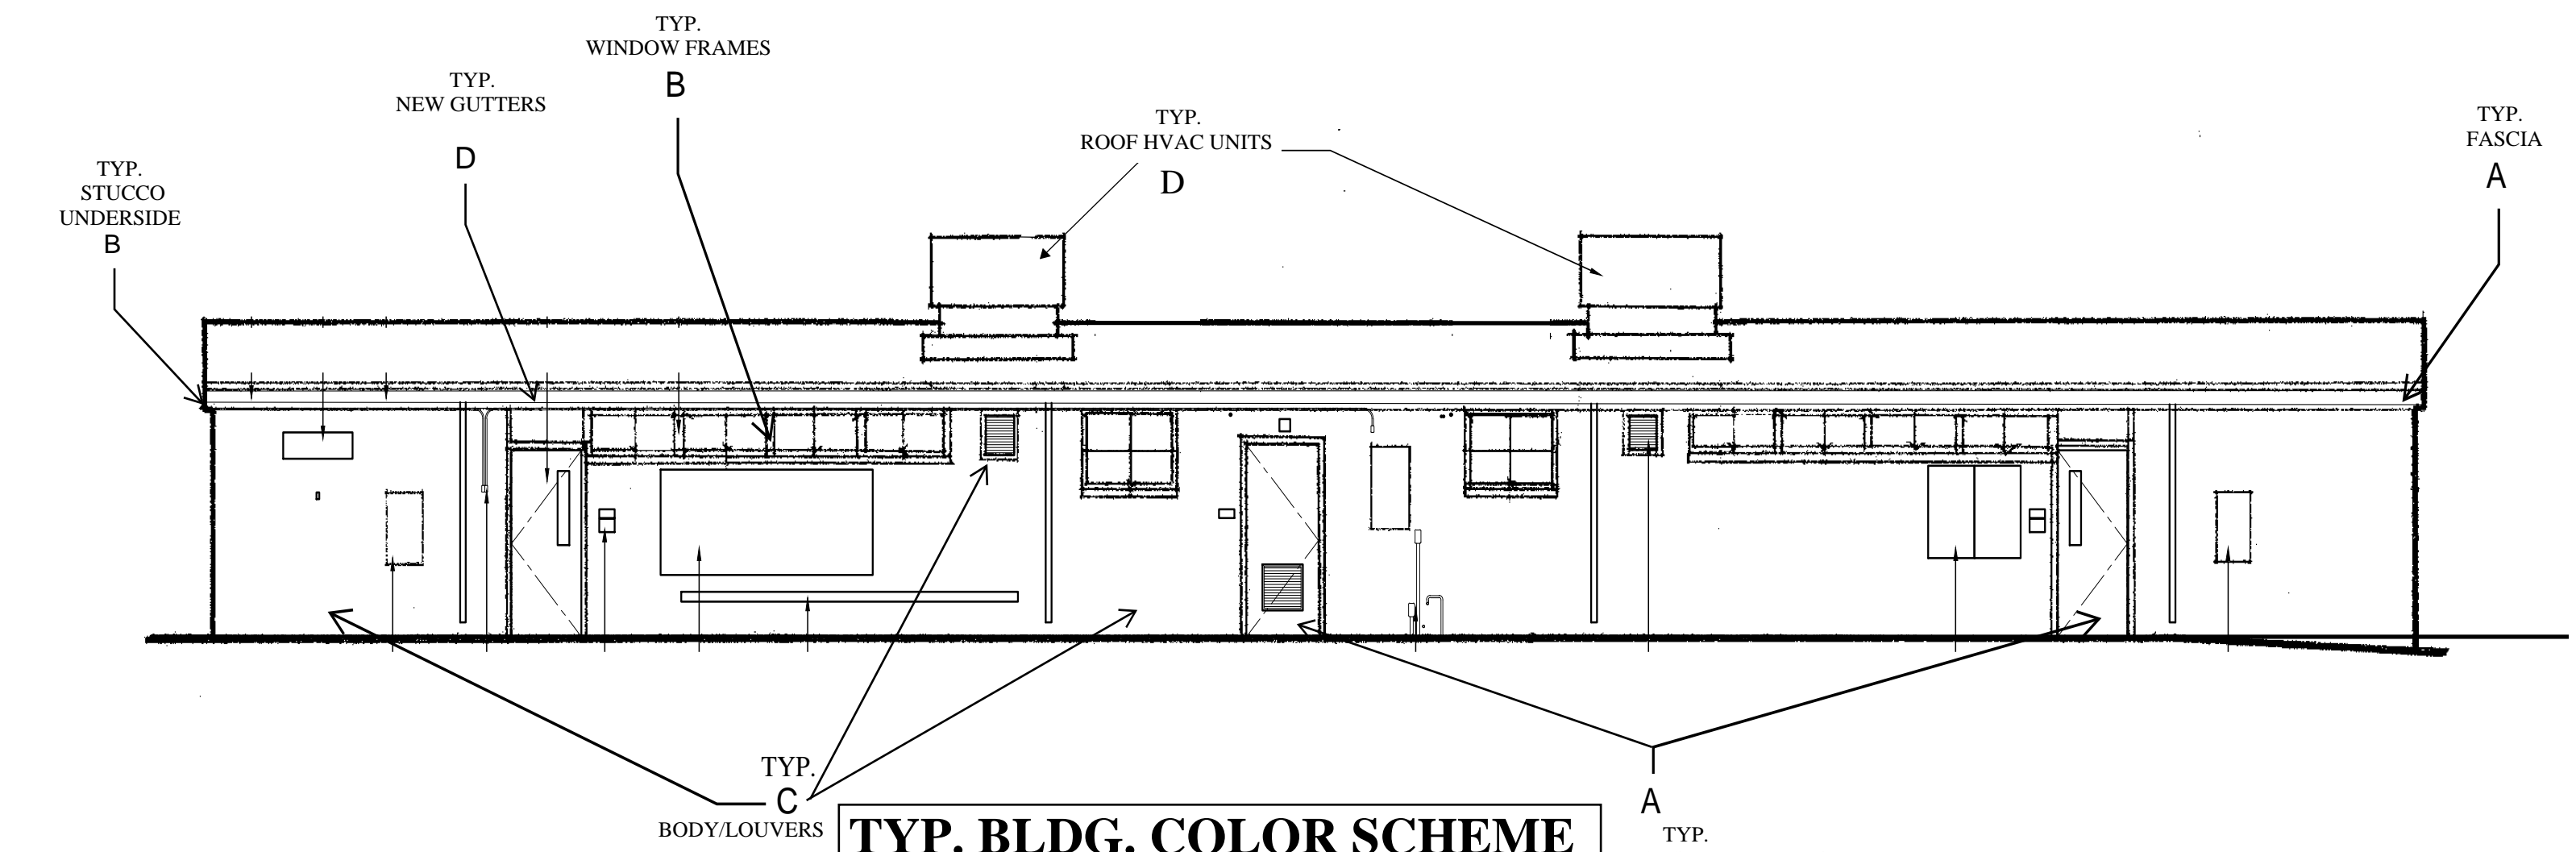 TYP.
WINDOW FRAMES
B
TYP.
NEW GUTTERS
D
TYP.
ROOF HVAC UNITS
D
TYP.
FASCIA
A
TYP.
STUCCO
UNDERSIDE
B
TYP.
C
BODY/LOUVERS
TYP. BLDG. COLOR SCHEME
A
TYP.